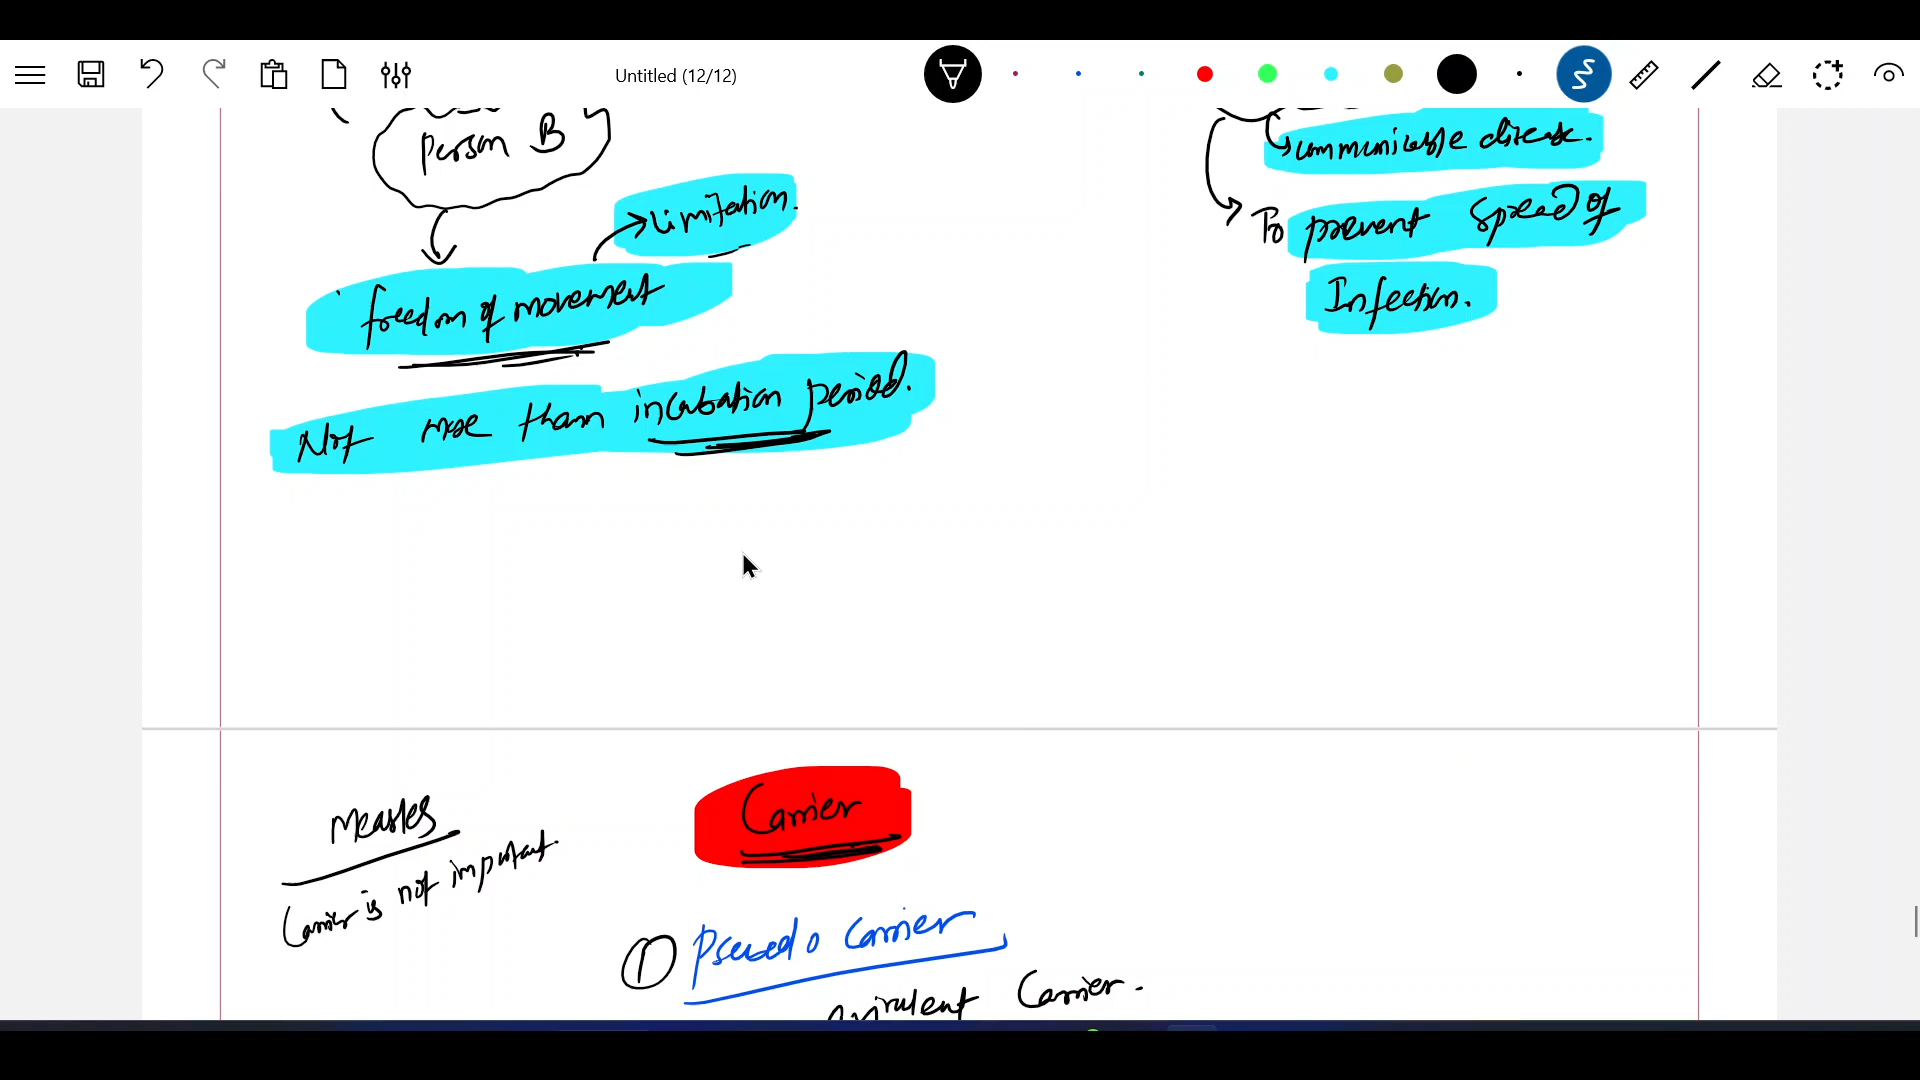 Untitled (12/12)
person B
Limitation.
freedom of movement
Not more than incubation period.
communicable disease.
To prevent spread of
Infection.
Measles
Carrier is not important.
Carrier
① Pseudo carrier
avirulent Carrier.